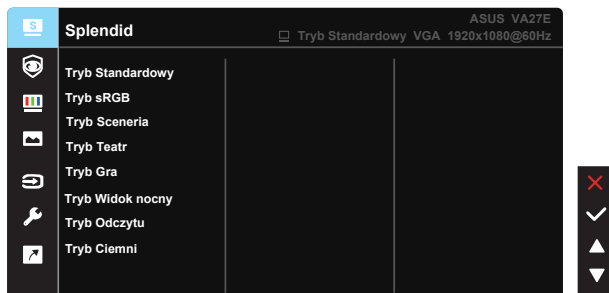 S
Splendid
ASUS VA27E
Tryb Standardowy VGA 1920x1080@60Hz
Tryb Standardowy
Tryb sRGB
Tryb Sceneria
Tryb Teatr
Tryb Gra
Tryb Widok nocny
Tryb Odczytu
Tryb Ciemni